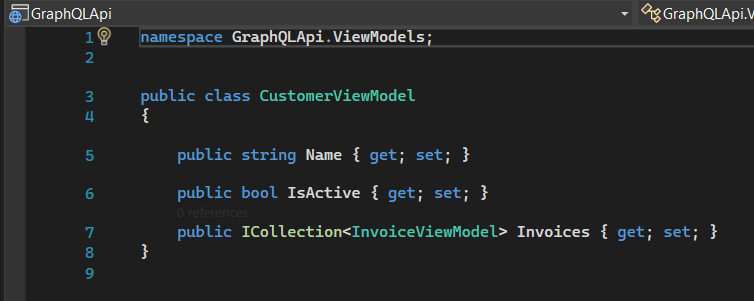 GraphQLApi
GraphQLApi.V
1 namespace GraphQLApi.ViewModels;
2
3 public class CustomerViewModel
4 {
5 public string Name { get; set; }
6 public bool IsActive { get; set; }
0 references
7 public ICollection<InvoiceViewModel> Invoices { get; set; }
8 }
9